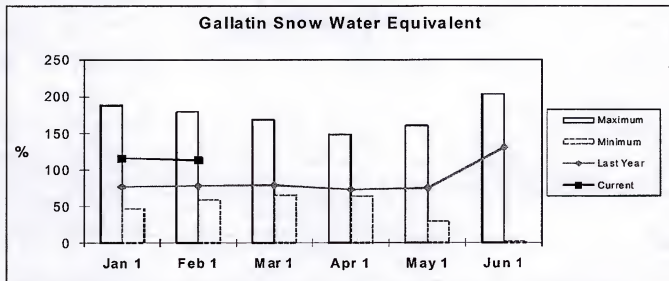 Gallatin Snow Water Equivalent
250
200
150
100
50
0
%
Jan 1 Feb 1 Mar 1 Apr 1 May 1 Jun 1
Maximum
Minimum
Last Year
Current